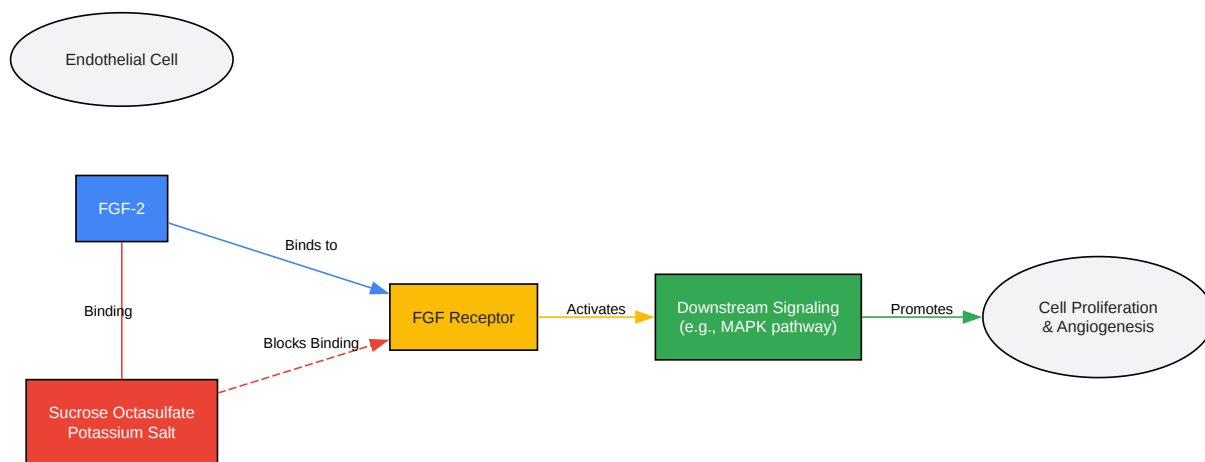 Endothelial Cell
FGF-2
Binds to
Binding
FGF Receptor
Activates
Downstream Signaling
(e.g., MAPK pathway)
Promotes
Cell Proliferation
& Angiogenesis
Blocks Binding
Sucrose Octasulfate
Potassium Salt